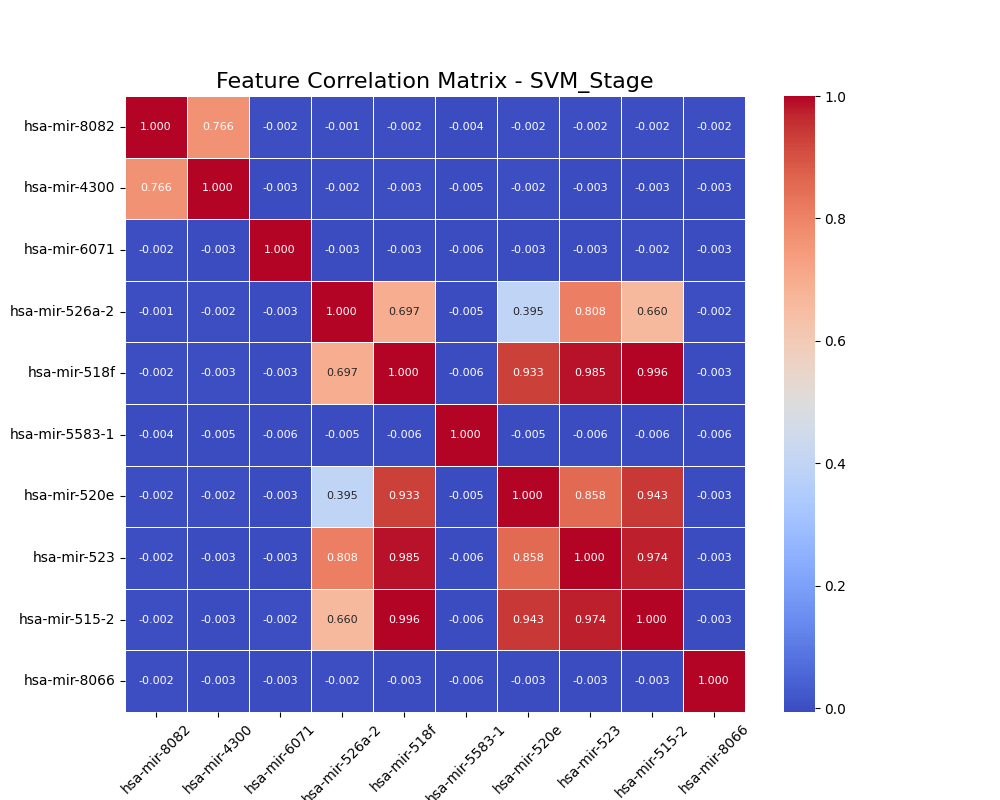 Feature Correlation Matrix - SVM_Stage
hsa-mir-8082 1.000 0.766 -0.002 -0.001 -0.002 -0.004 -0.002 -0.002 -0.002 -0.002
hsa-mir-4300 0.766 1.000 -0.003 -0.002 -0.003 -0.005 -0.002 -0.003 -0.003 -0.003
hsa-mir-6071 -0.002 -0.003 1.000 -0.003 -0.003 -0.006 -0.003 -0.003 -0.002 -0.003
hsa-mir-526a-2 -0.001 -0.002 -0.003 1.000 0.697 -0.005 0.395 0.808 0.660 -0.002
hsa-mir-518f -0.002 -0.003 -0.003 0.697 1.000 -0.006 0.933 0.985 0.996 -0.003
hsa-mir-5583-1 -0.004 -0.005 -0.006 -0.005 -0.006 1.000 -0.005 -0.006 -0.006 -0.006
hsa-mir-520e -0.002 -0.002 -0.003 0.395 0.933 -0.005 1.000 0.858 0.943 -0.003
hsa-mir-523 -0.002 -0.003 -0.003 0.808 0.985 -0.006 0.858 1.000 0.974 -0.003
hsa-mir-515-2 -0.002 -0.003 -0.002 0.660 0.996 -0.006 0.943 0.974 1.000 -0.003
hsa-mir-8066 -0.002 -0.003 -0.003 -0.002 -0.003 -0.006 -0.003 -0.003 -0.003 1.000
hsa-mir-8082 hsa-mir-4300 hsa-mir-6071 hsa-mir-526a-2 hsa-mir-518f hsa-mir-5583-1 hsa-mir-520e hsa-mir-523 hsa-mir-515-2 hsa-mir-8066
1.0
0.8
0.6
0.4
0.2
0.0